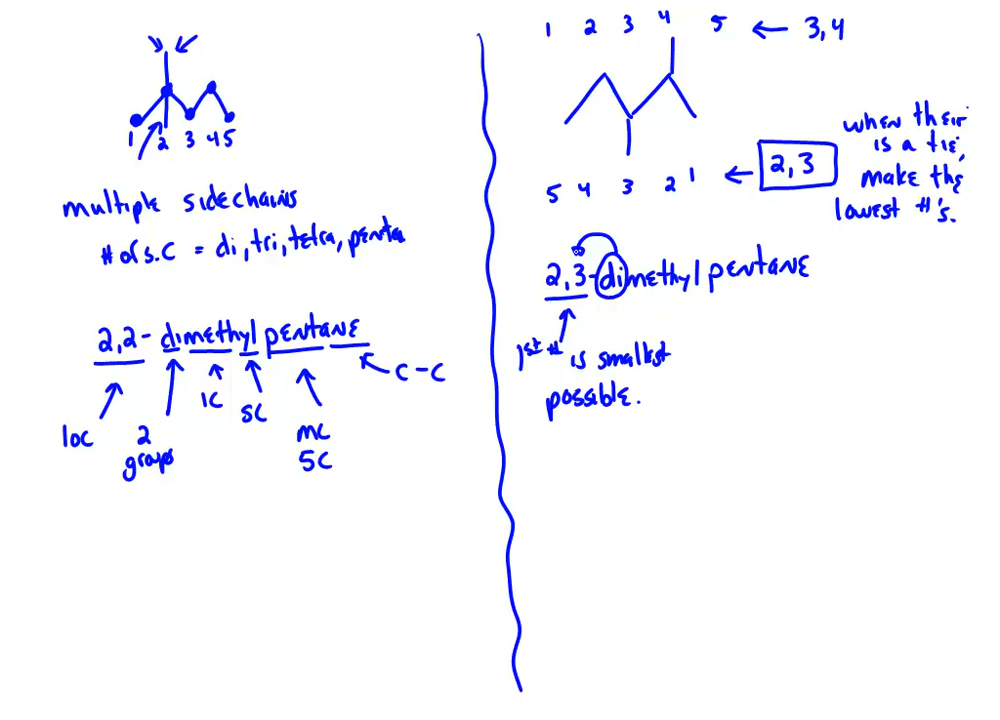 1 2 3 4 5
multiple sidechains
# of s.c = di, tri, tetra, penta
2,2-dimethyl pentane
C-C
1C
SC
loc
2
groups
mc
5C
1 2 3 4 5 ← 3,4
5 4 3 2 1 ← 2,3
when their
is a tie,
make the
lowest #'s.
2,3-dimethyl pentane
1st # is smallest
possible.